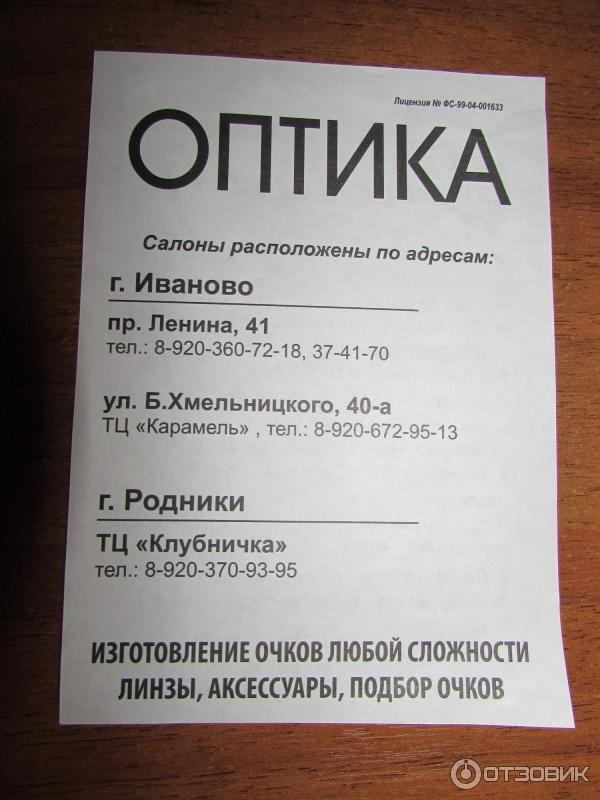 Лицензия № ФС-99-04-001633
ОПТИКА
Салоны расположены по адресам:
г. Иваново
пр. Ленина, 41
тел.: 8-920-360-72-18, 37-41-70
ул. Б.Хмельницкого, 40-а
ТЦ «Карамель» , тел.: 8-920-672-95-13
г. Родники
ТЦ «Клубничка»
тел.: 8-920-370-93-95
ИЗГОТОВЛЕНИЕ ОЧКОВ ЛЮБОЙ СЛОЖНОСТИ
ЛИНЗЫ, АКСЕССУАРЫ, ПОДБОР ОЧКОВ
ОТЗОВИК